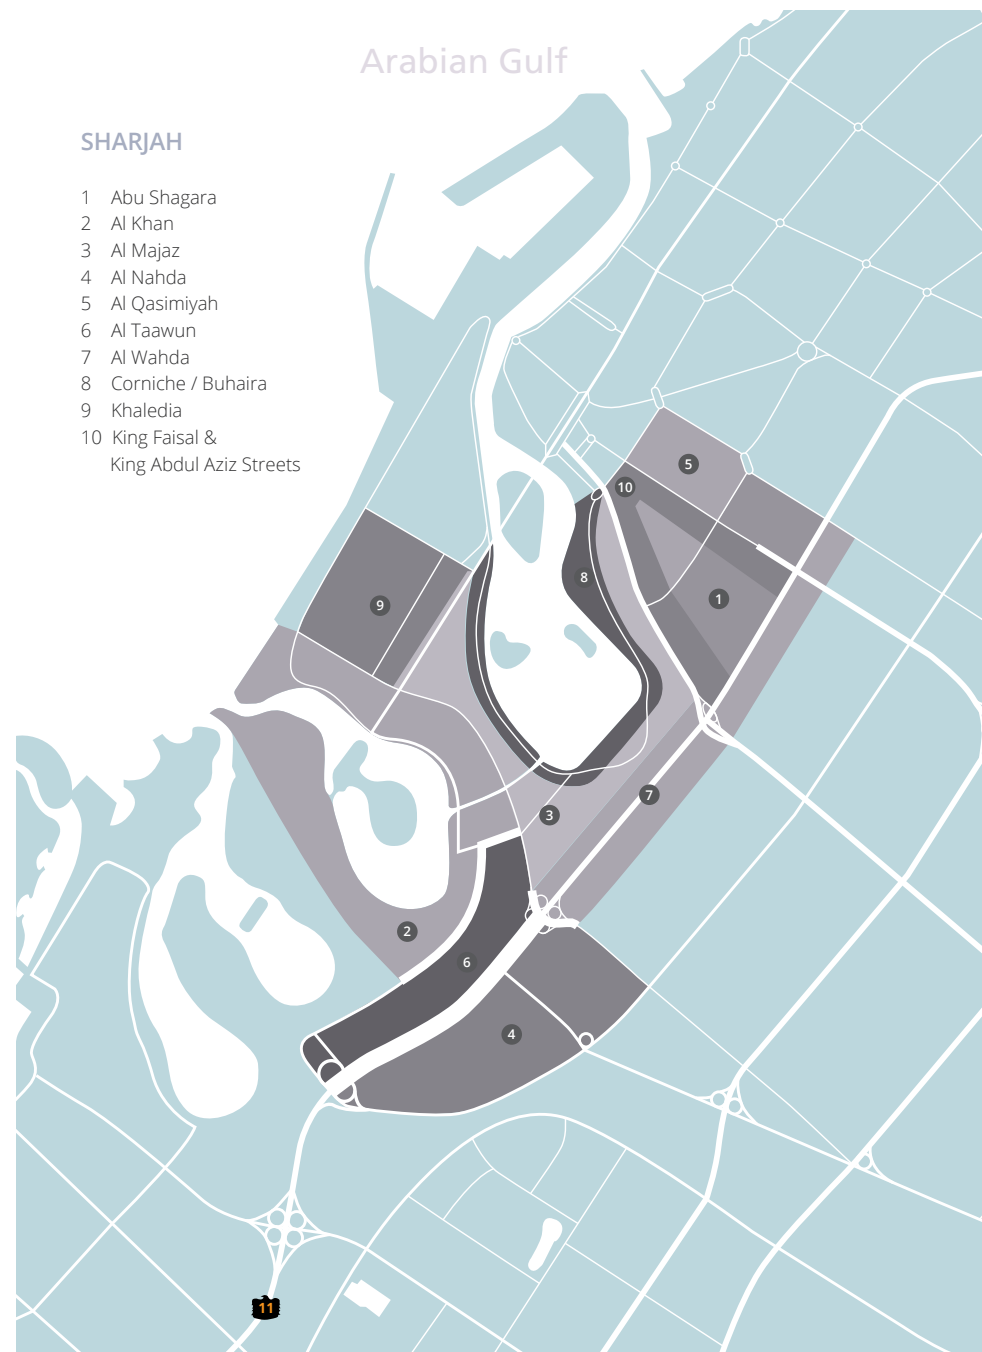 Arabian Gulf
SHARJAH
1 Abu Shagara
2 Al Khan
3 Al Majaz
4 Al Nahda
5 Al Qasimiyah
6 Al Taawun
7 Al Wahda
8 Corniche / Buhaira
9 Khaledia
10 King Faisal &
King Abdul Aziz Streets
5
10
8
1
9
7
3
2
6
4
11